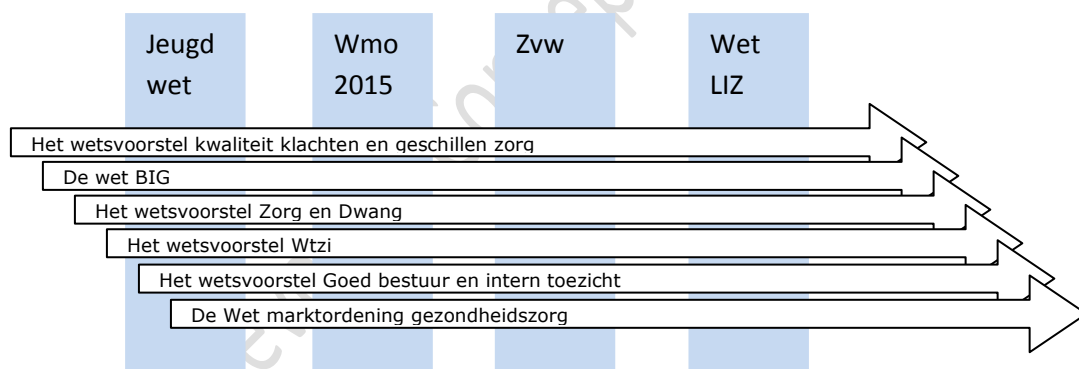 Jeugd
wet
Wmo
2015
Zvw
Wet
LIZ
Het wetsvoorstel kwaliteit klachten en geschillen zorg
De wet BIG
Het wetsvoorstel Zorg en Dwang
Het wetsvoorstel Wtzi
Het wetsvoorstel Goed bestuur en intern toezicht
De Wet marktordening gezondheidszorg